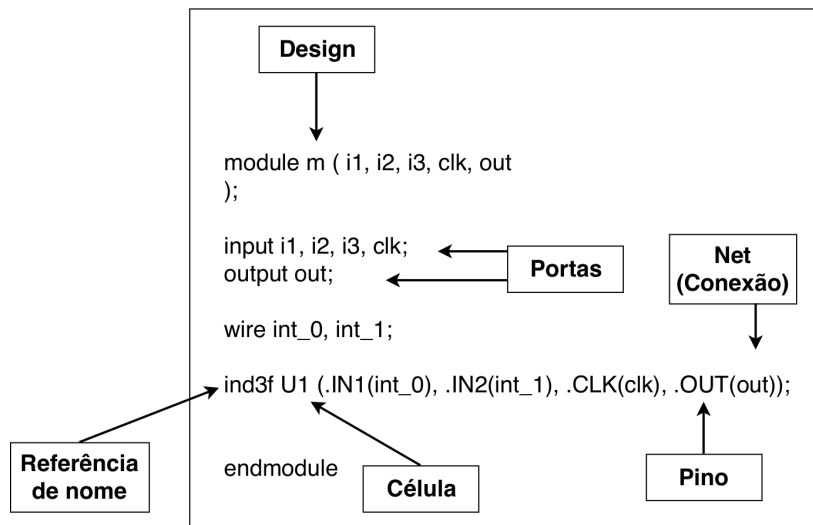 Design
module m ( i1, i2, i3, clk, out
);
input i1, i2, i3, clk;
output out;
Portas
Net
(Conexão)
wire int_0, int_1;
ind3f U1 (.IN1(int_0), .IN2(int_1), .CLK(clk), .OUT(out));
Referência
de nome
endmodule
Célula
Pino